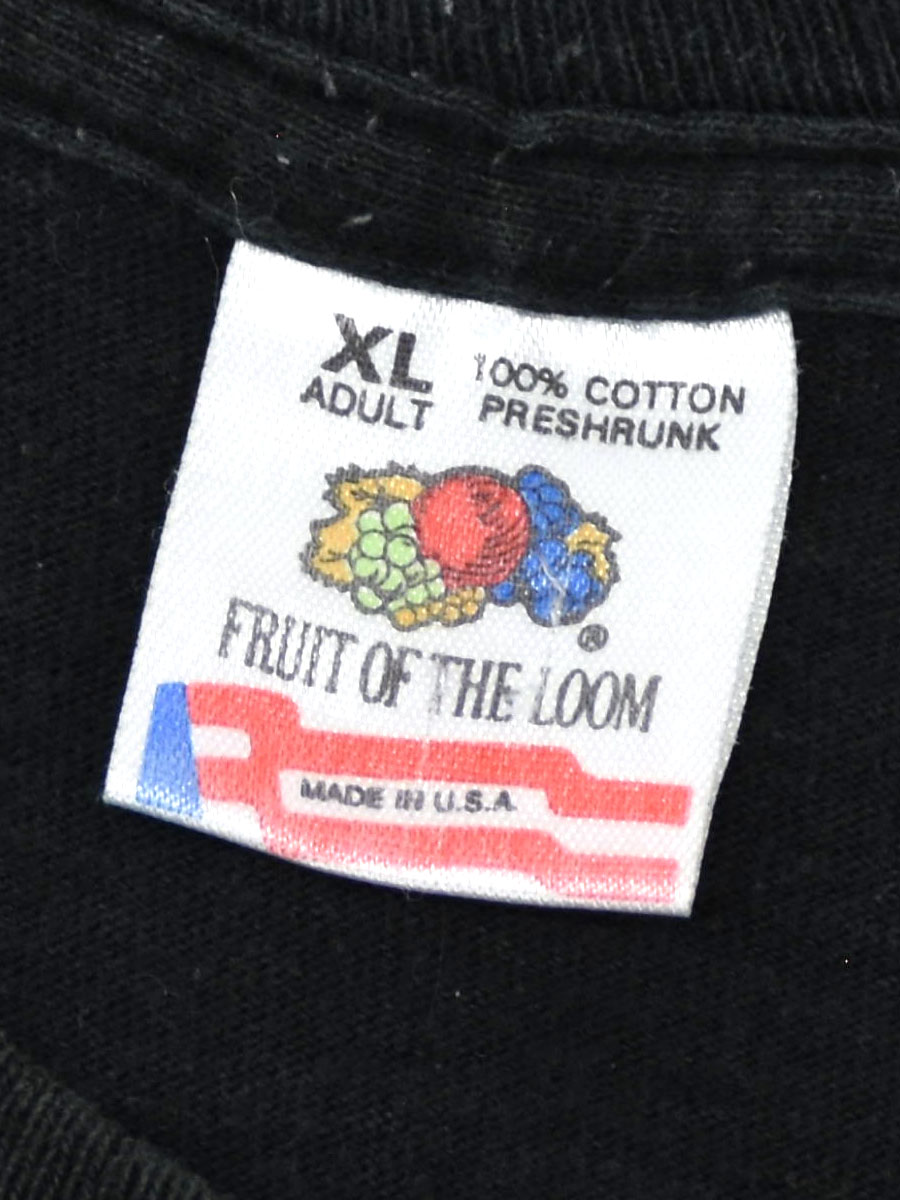 XL
ADULT
100% COTTON
PRESHRUNK
®
FRUIT OF THE LOOM
MADE IN U.S.A.